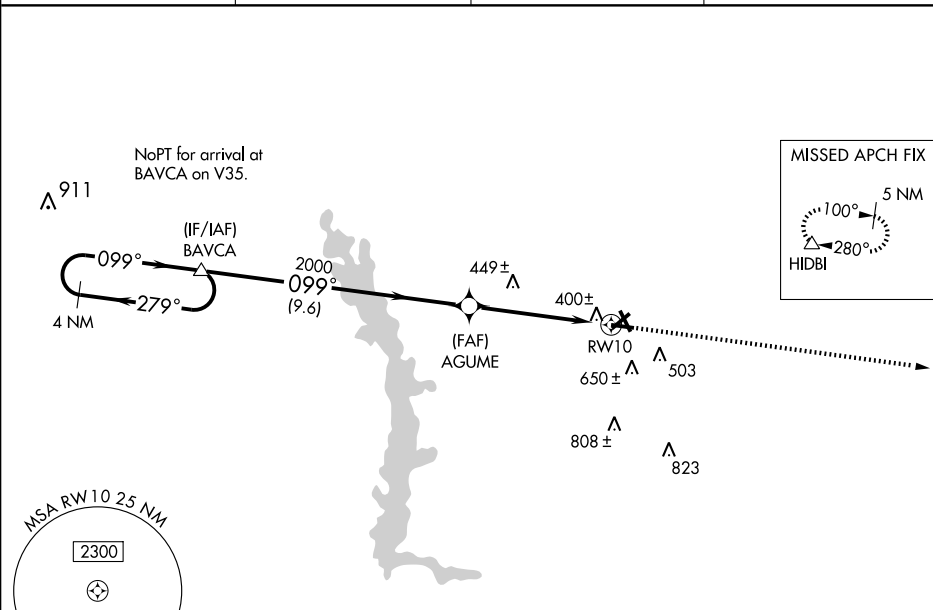 NoPT for arrival at
BAVCA on V35.
911
(IF/IAF)
BAVCA
099°
279°
4 NM
2000
099°
(9.6)
449±
(FAF)
AGUME
400±
RW10
650±
503
808±
823
MISSED APCH FIX
5 NM
100°
280°
HIDBI
MSA RW10 25 NM
2300